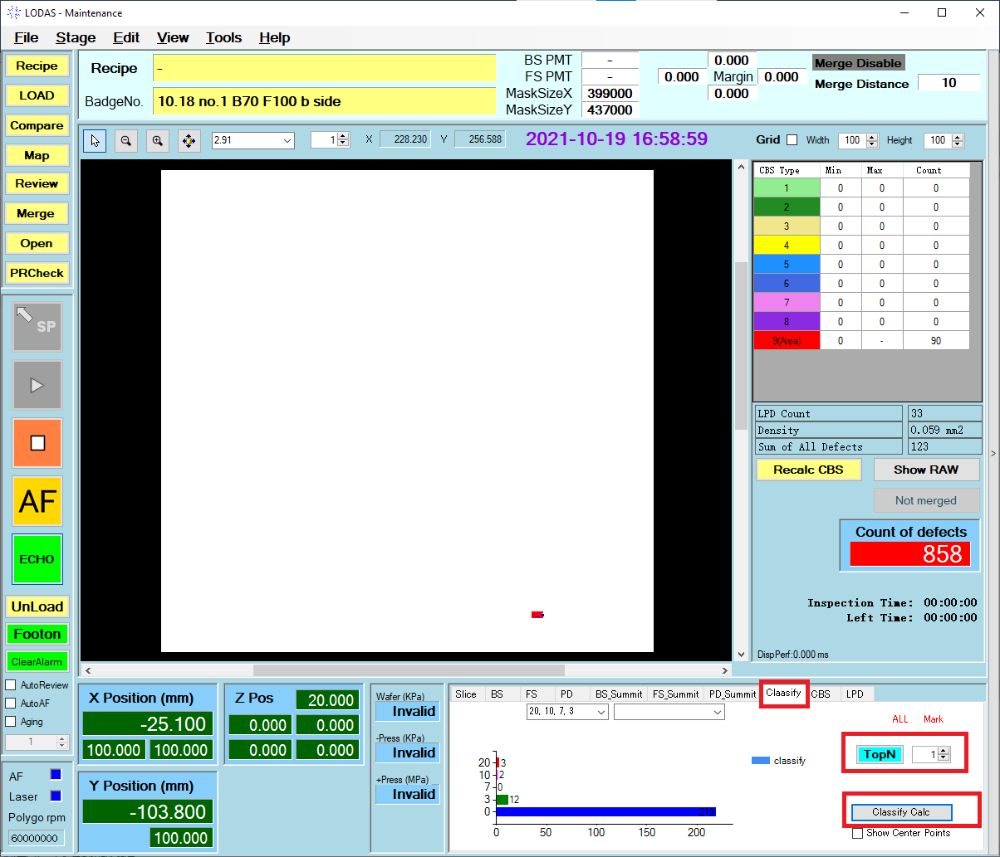 LODAS - Maintenance
File Stage Edit View Tools Help
Recipe
LOAD
Compare
Map
Review
Merge
Open
PRCheck
SP
AF
ECHO
UnLoad
Footon
ClearAlarm
AutoReview
AutoAF
Aging
1
AF
Laser
Polygo rpm
60000000
Recipe -
BadgeNo. 10.18 no.1 B70 F100 b side
BS PMT -
FS PMT -
MaskSizeX 399000
MaskSizeY 437000
0.000
0.000 Margin 0.000
0.000
Merge Disable
Merge Distance 10
2.91 1 X 228.230 Y 256.588 2021-10-19 16:58:59
Grid Width 100 Height 100
CBS Type Min Max Count
1 0 0 0
2 0 0 0
3 0 0 0
4 0 0 0
5 0 0 0
6 0 0 0
7 0 0 0
8 0 0 0
9(Area) 0 - 90
LPD Count 33
Density 0.059 mm2
Sum of All Defects 123
Recalc CBS Show RAW
Not merged
Count of defects
858
Inspection Time: 00:00:00
Left Time: 00:00:00
DispPerf:0.000 ms
X Position (mm)
-25.100
100.000 100.000
Y Position (mm)
-103.800
100.000
Z Pos 20.000
0.000 0.000
0.000 0.000
Wafer (KPa)
Invalid
-Press (KPa)
Invalid
+Press (MPa)
Invalid
Slice BS FS PD BS_Summit FS_Summit PD_Summit Claasify CBS LPD
20, 10, 7, 3
ALL Mark
TopN 1
classify
20 3
10 2
7 0
3 12
0 219
0 50 100 150 200
Classify Calc
Show Center Points